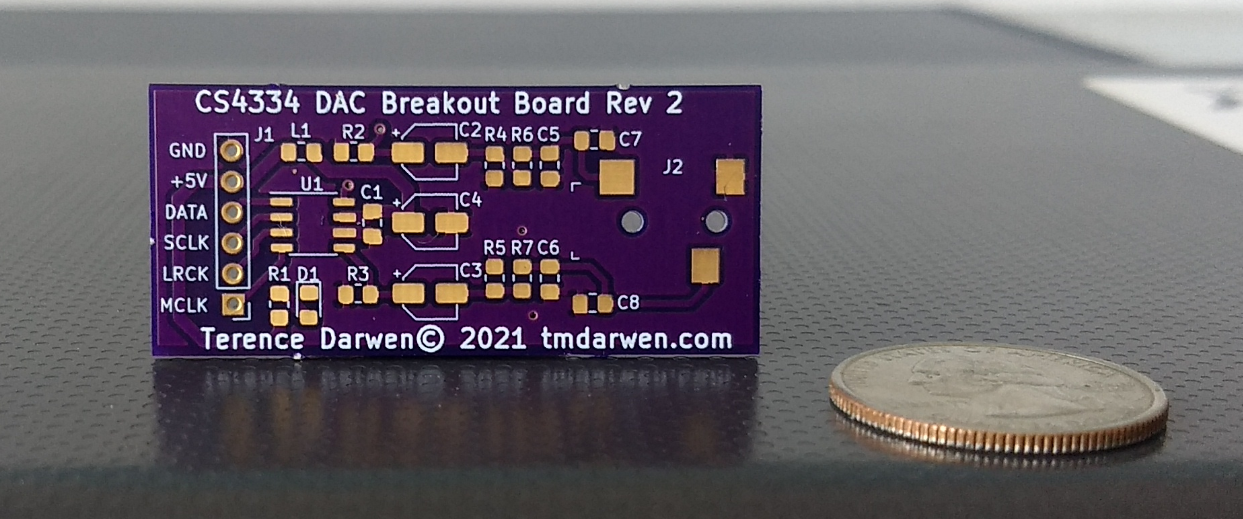 CS4334 DAC Breakout Board Rev 2
J1 L1 R2 + C2 R4 R6 C5 C7
GND
+5V U1 C1 + C4 J2
DATA
SCLK
LRCK R1 D1 R3 + C3 R5 R7 C6
MCLK C8
Terence Darwen© 2021 tmdarwen.com